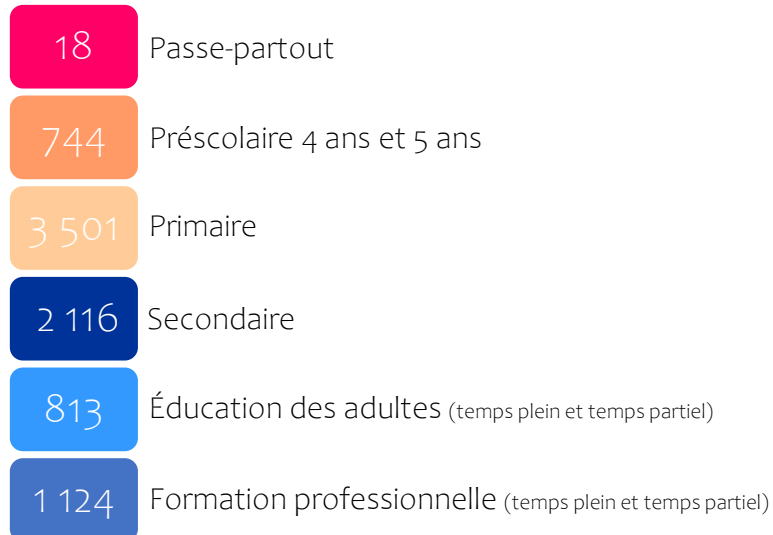 18 Passe-partout
744 Préscolaire 4 ans et 5 ans
3 501 Primaire
2 116 Secondaire
813 Éducation des adultes (temps plein et temps partiel)
1 124 Formation professionnelle (temps plein et temps partiel)